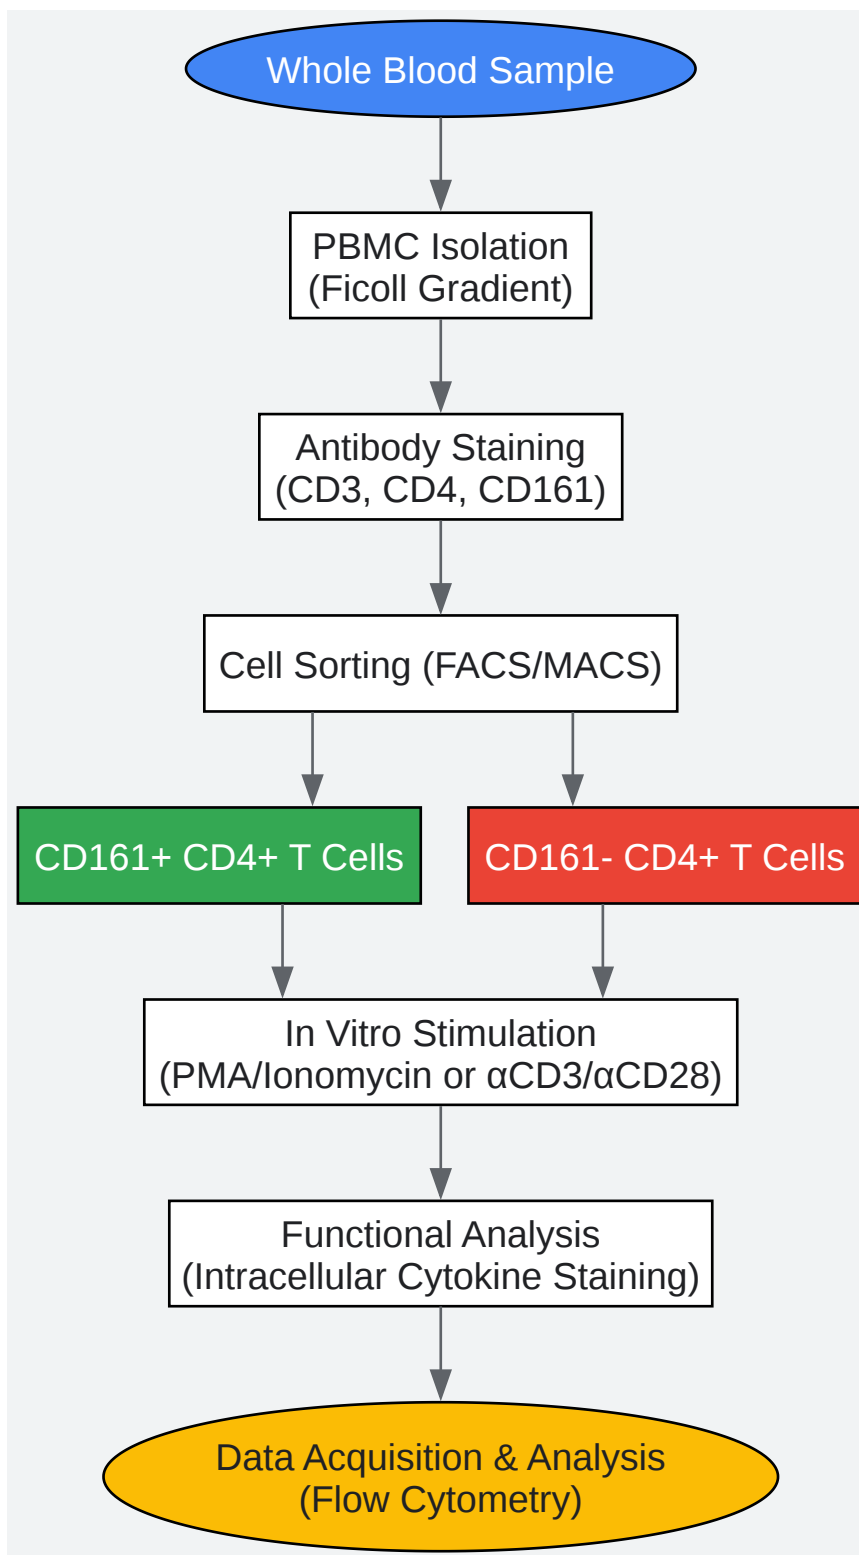 Whole Blood Sample
PBMC Isolation
(Ficoll Gradient)
Antibody Staining
(CD3, CD4, CD161)
Cell Sorting (FACS/MACS)
CD161+ CD4+ T Cells
CD161- CD4+ T Cells
In Vitro Stimulation
(PMA/Ionomycin or αCD3/αCD28)
Functional Analysis
(Intracellular Cytokine Staining)
Data Acquisition & Analysis
(Flow Cytometry)